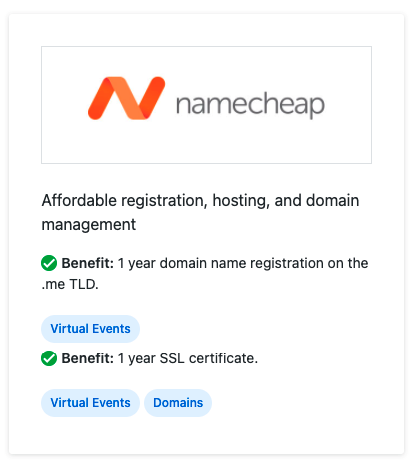 namecheap
Affordable registration, hosting, and domain
management
Benefit: 1 year domain name registration on the
.me TLD.
Virtual Events
Benefit: 1 year SSL certificate.
Virtual Events Domains